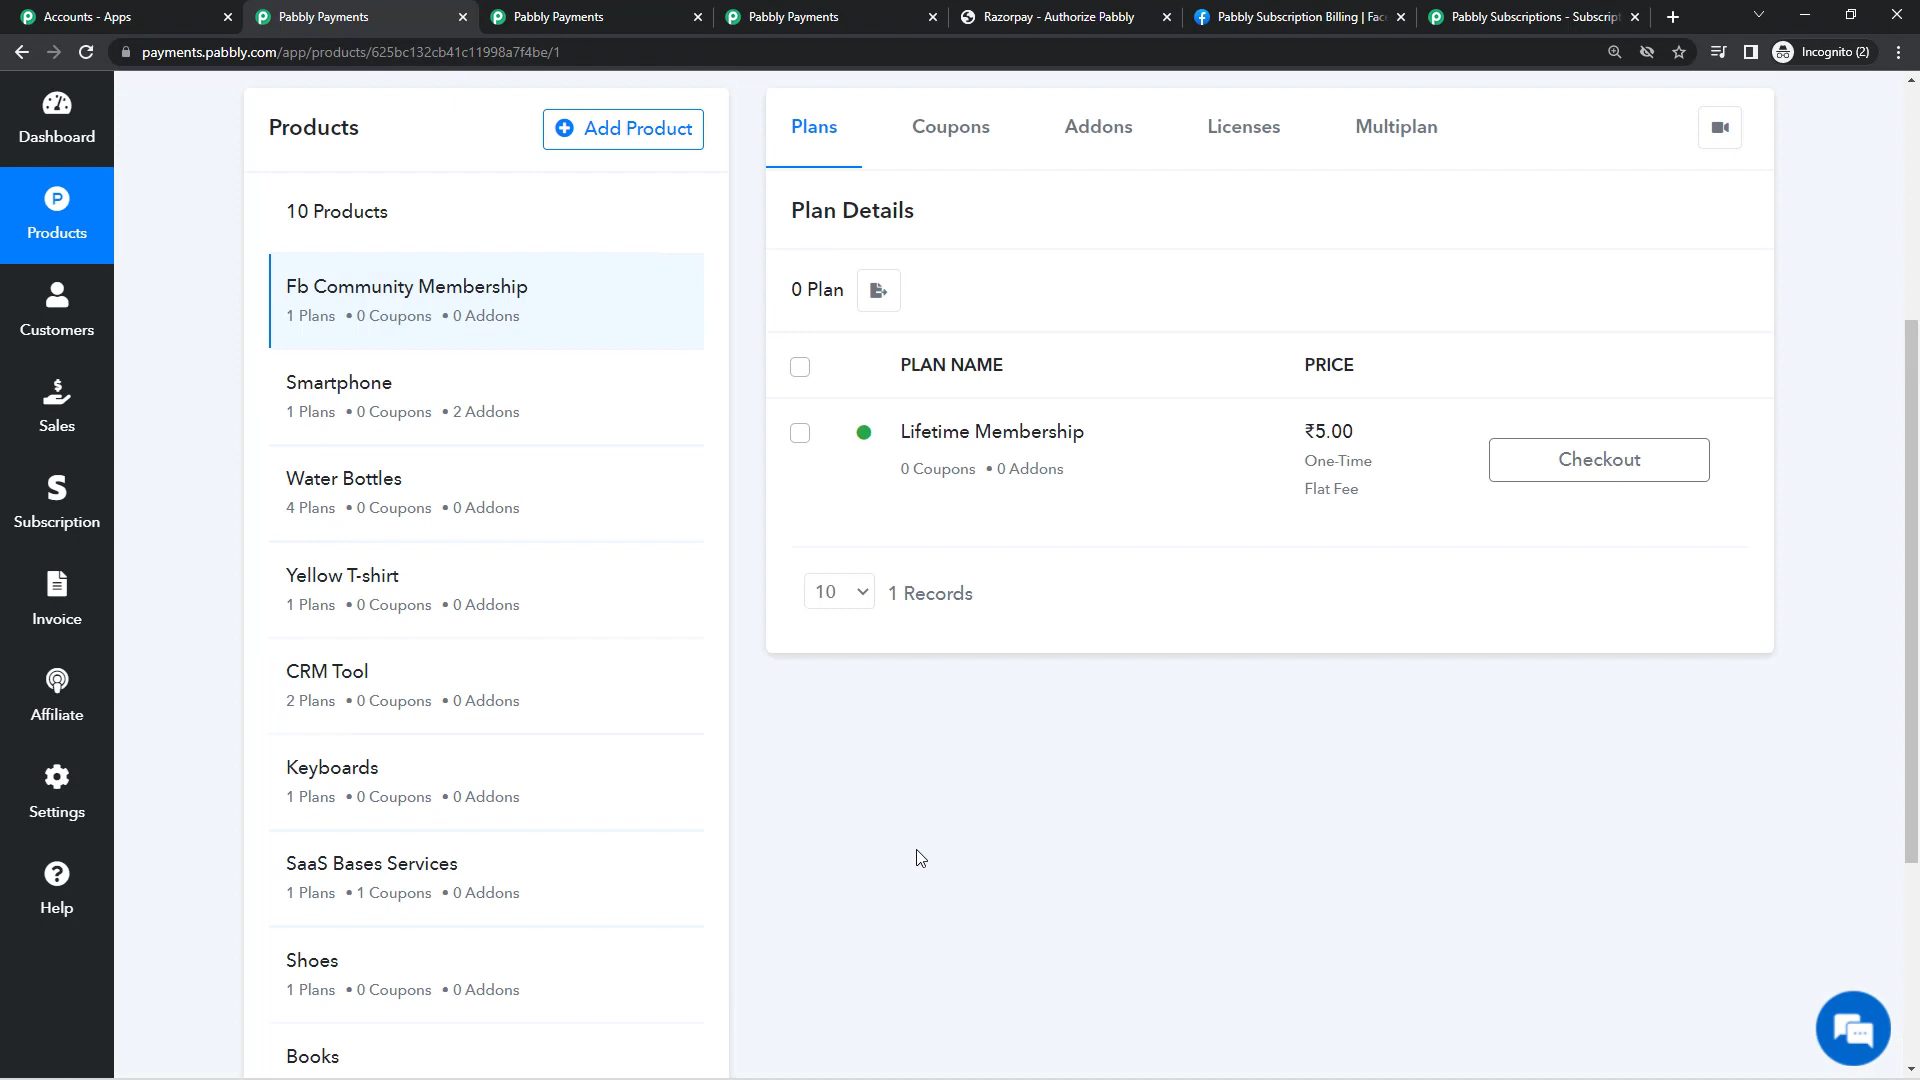 Accounts - Apps
Pabbly Payments
Pabbly Payments
Pabbly Payments
Razorpay - Authorize Pabbly
Pabbly Subscription Billing | Fac
Pabbly Subscriptions - Subscript
payments.pabbly.com/app/products/625bc132cb41c11998a7f4be/1
Incognito (2)
Dashboard
Products
Customers
Sales
Subscription
Invoice
Affiliate
Settings
Help
Products
Add Product
10 Products
Fb Community Membership
1 Plans • 0 Coupons • 0 Addons
Smartphone
1 Plans • 0 Coupons • 2 Addons
Water Bottles
4 Plans • 0 Coupons • 0 Addons
Yellow T-shirt
1 Plans • 0 Coupons • 0 Addons
CRM Tool
2 Plans • 0 Coupons • 0 Addons
Keyboards
1 Plans • 0 Coupons • 0 Addons
SaaS Bases Services
1 Plans • 1 Coupons • 0 Addons
Shoes
1 Plans • 0 Coupons • 0 Addons
Books
Plans
Coupons
Addons
Licenses
Multiplan
Plan Details
0 Plan
PLAN NAME
PRICE
Lifetime Membership
0 Coupons • 0 Addons
₹5.00
One-Time
Flat Fee
Checkout
10
1 Records